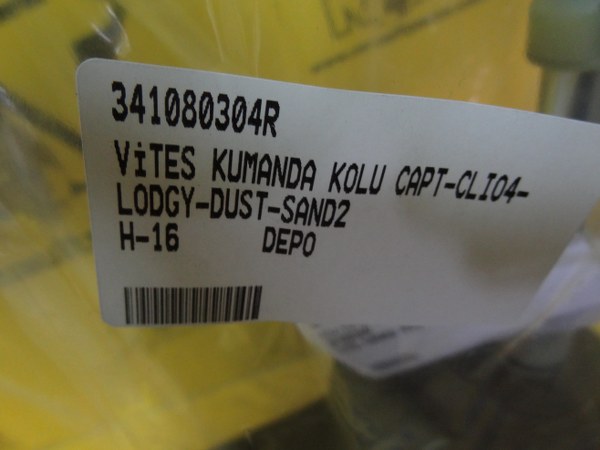 341080304R
ViTES KUMANDA KOLU CAPT-CLIO4-
LODGY-DUST-SAND2
H-16 DEPO